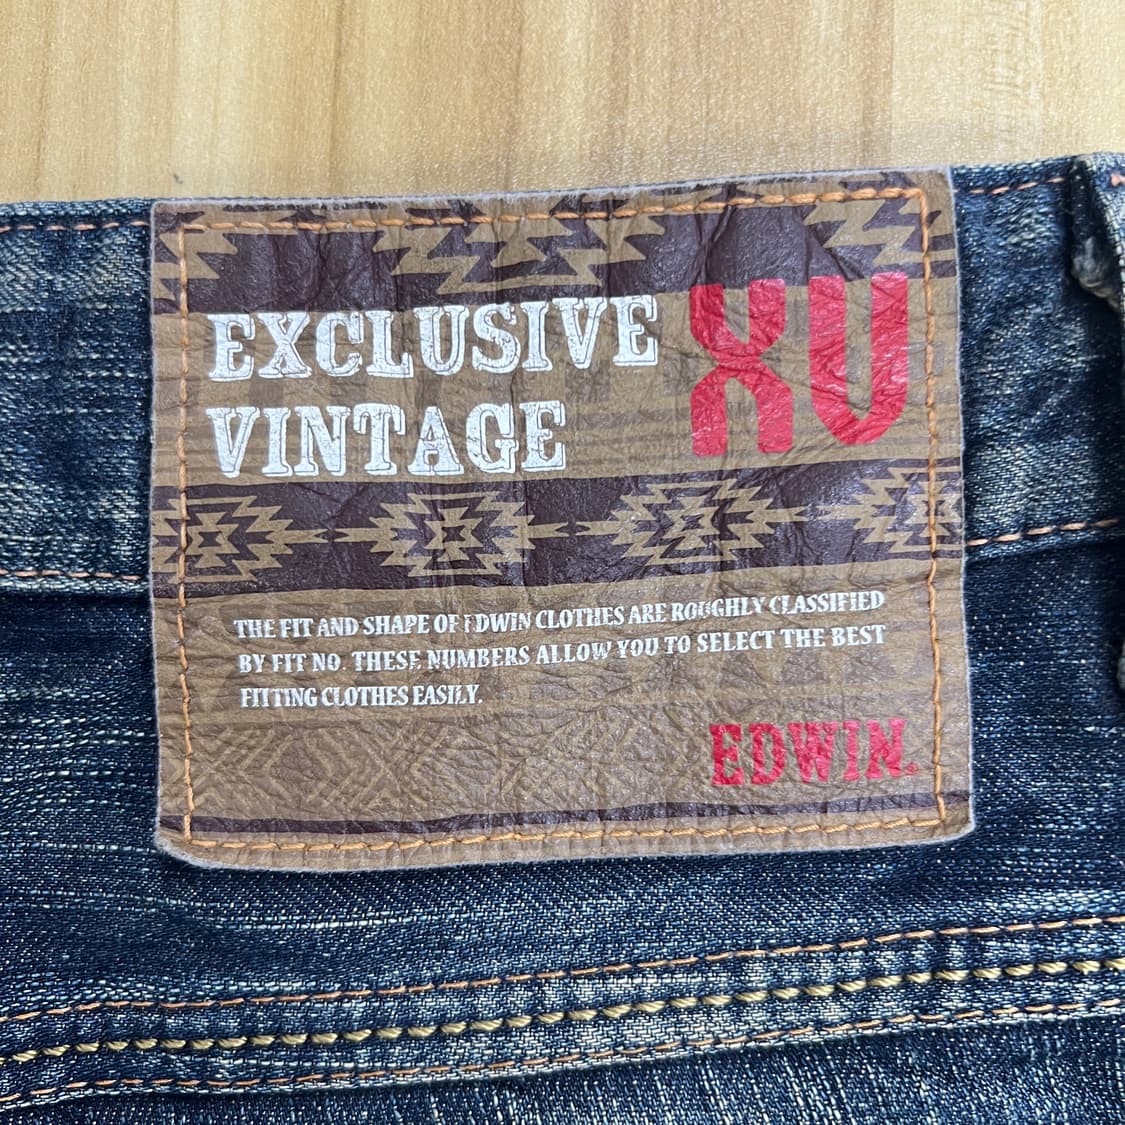 EXCLUSIVE
VINTAGE
XV
THE FIT AND SHAPE OF EDWIN CLOTHES ARE ROUGHLY CLASSIFIED
BY FIT NO. THESE NUMBERS ALLOW YOU TO SELECT THE BEST
FITTING CLOTHES EASILY.
EDWIN®